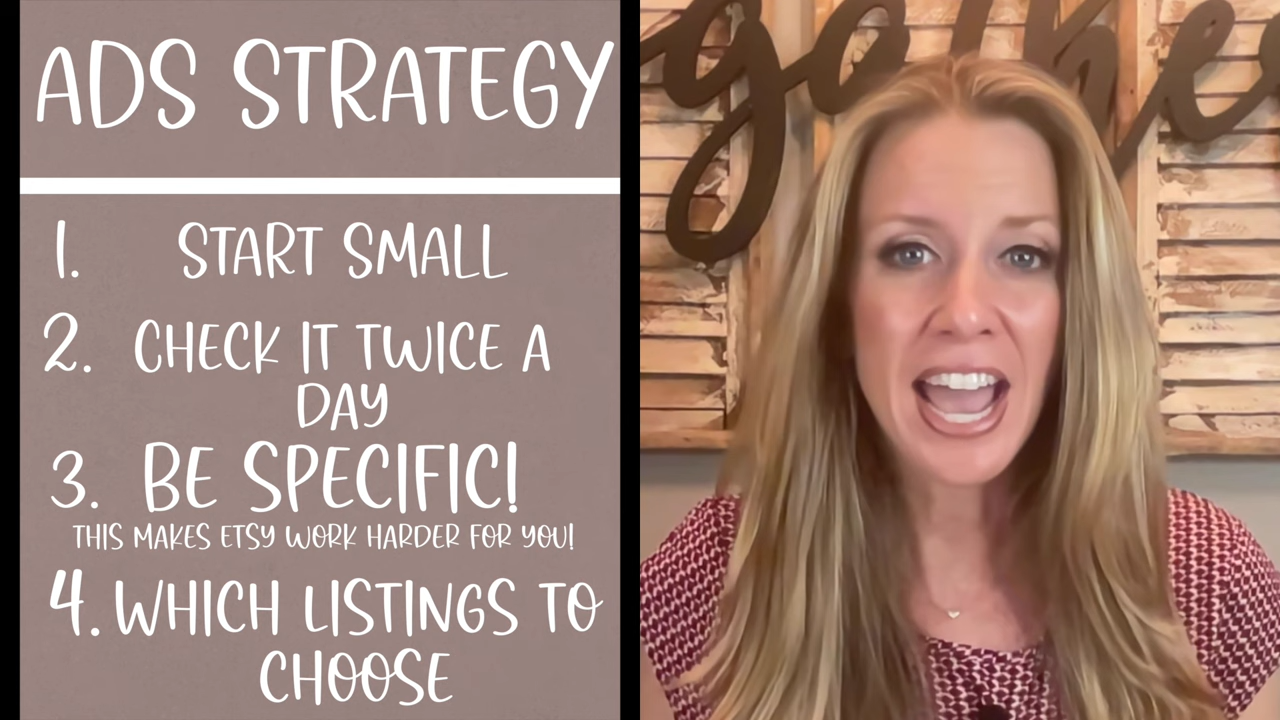 ADS STRATEGY
1. START SMALL
2. CHECK IT TWICE A
DAY
3. BE SPECIFIC!
THIS MAKES ETSY WORK HARDER FOR YOU!
4. WHICH LISTINGS TO
CHOOSE
gathe